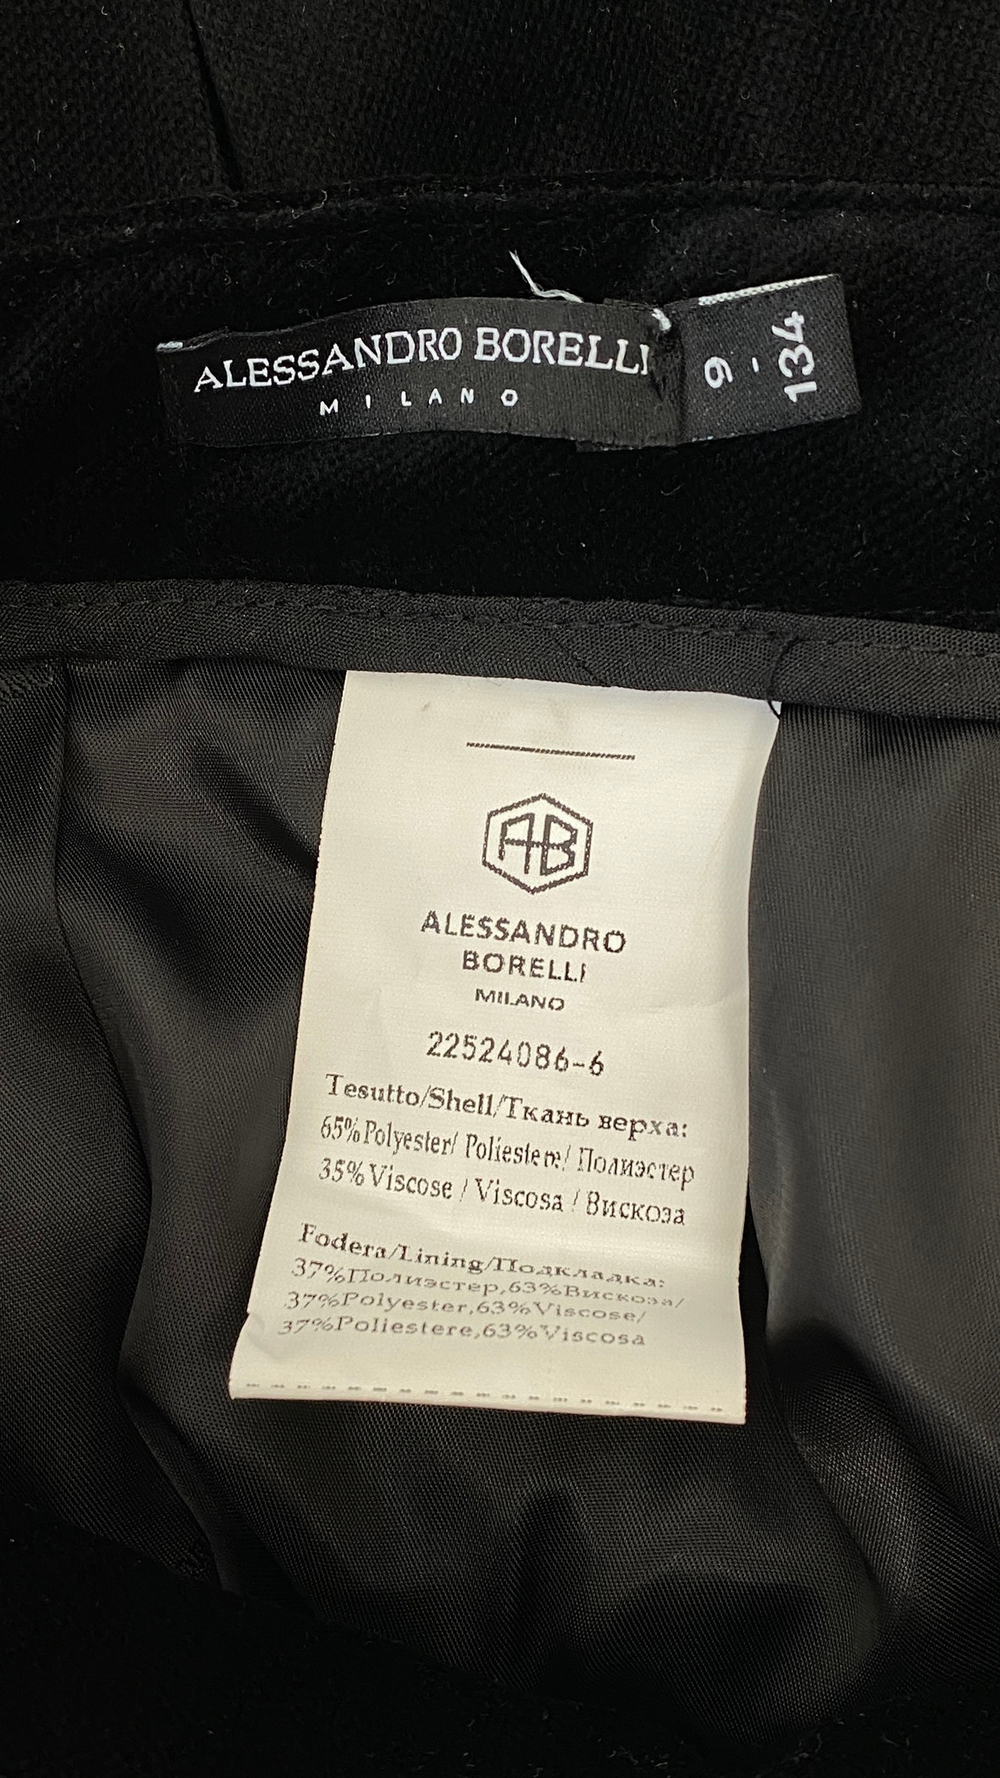 ALESSANDRO BORELLI
MILANO
9
-
134
AB
ALESSANDRO
BORELLI
MILANO
22524086-6
Tesutto/Shell/Ткань верха:
65%Polyester/ Poliestere/ Полиэстер
35%Viscose / Viscosa / Вискоза
Fodera/Lining/Подкладка:
37%Полиэстер,63%Вискоза/
37%Polyester,63%Viscose/
37%Poliestere,63%Viscosa